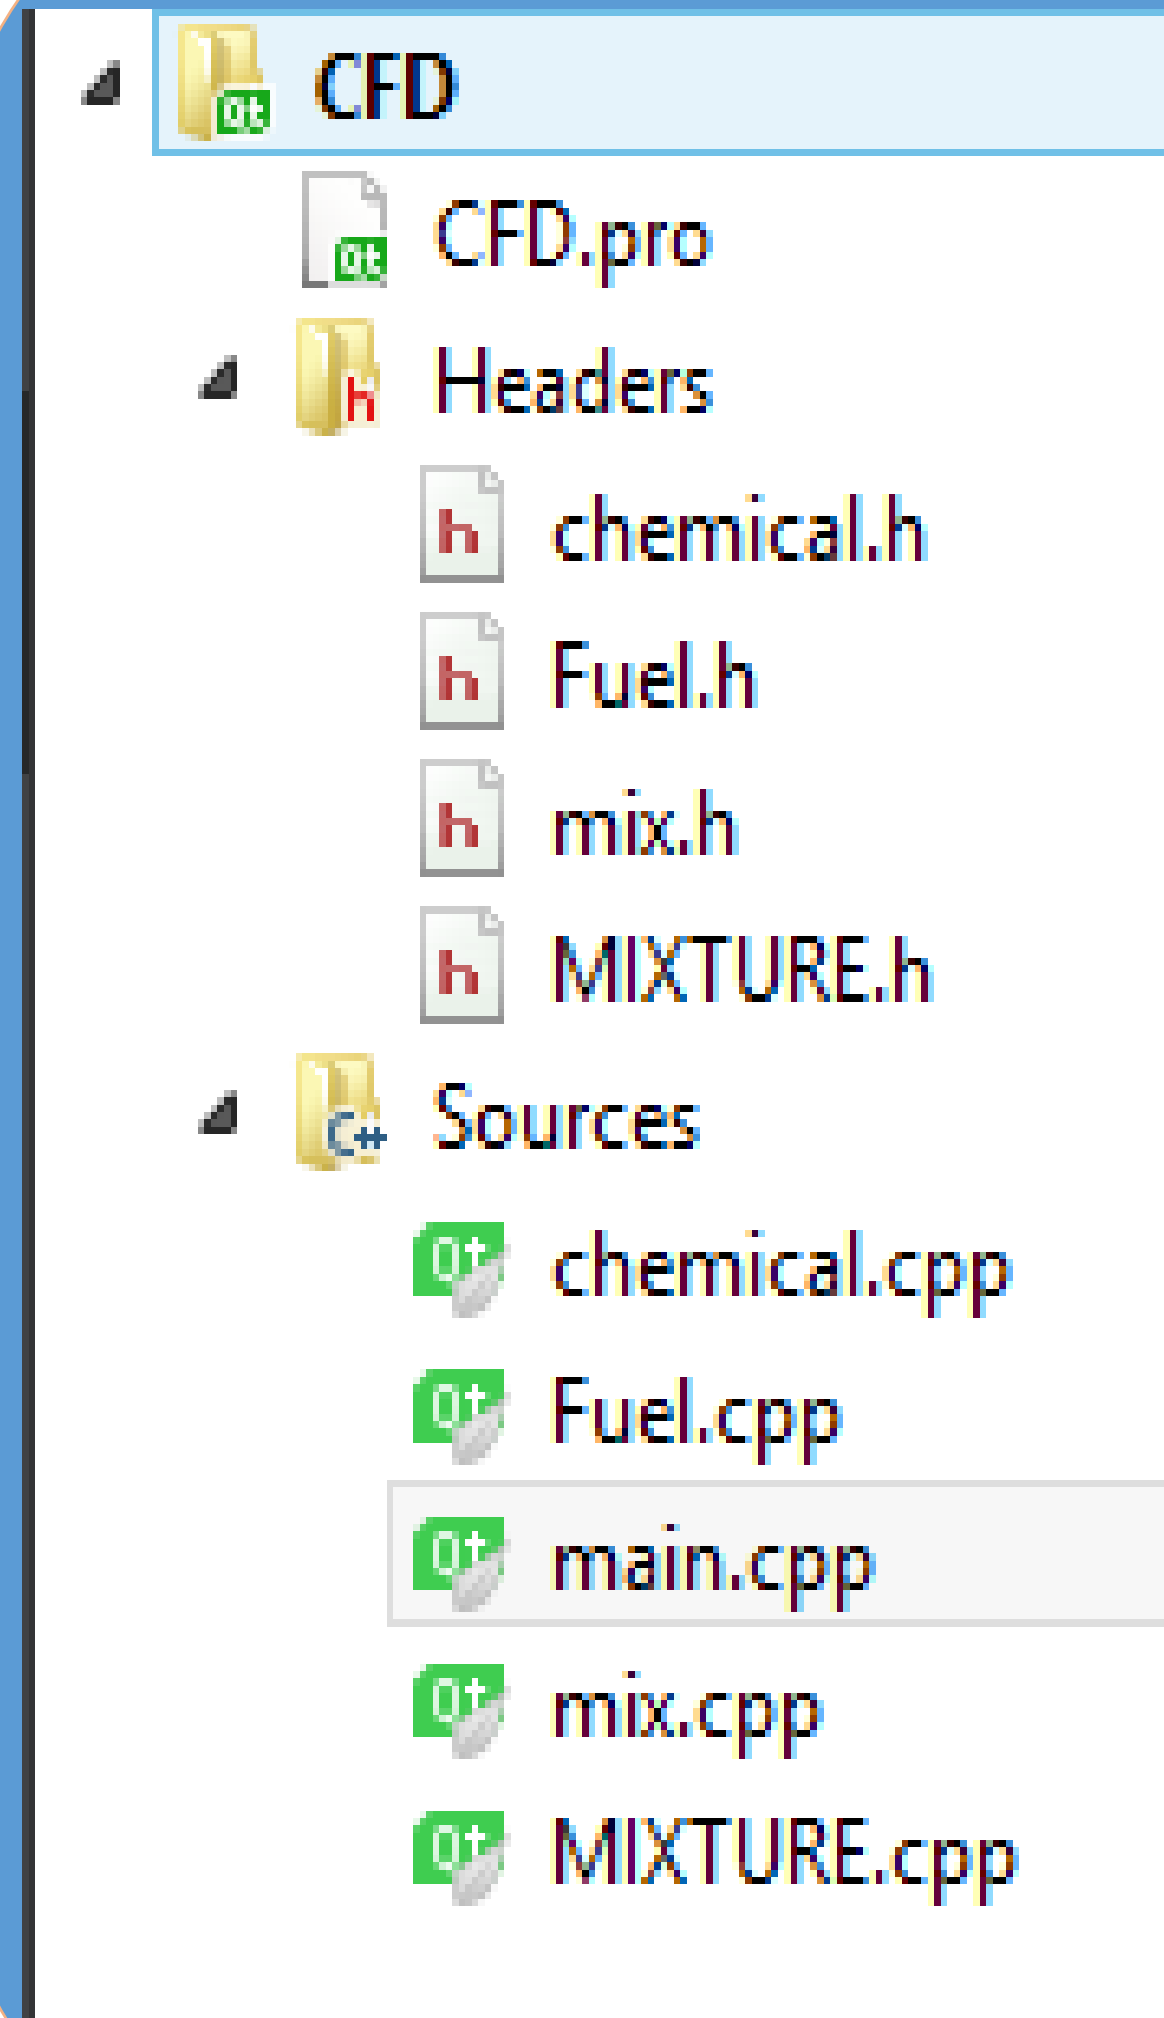 CFD
CFD.pro
Headers
chemical.h
Fuel.h
mix.h
MIXTURE.h
Sources
chemical.cpp
Fuel.cpp
main.cpp
mix.cpp
MIXTURE.cpp